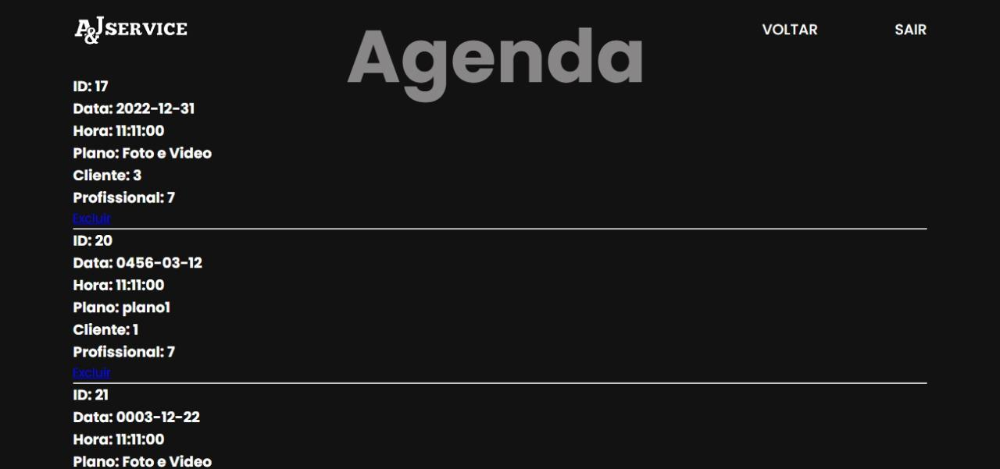 A&JSERVICE
VOLTAR
SAIR
Agenda
ID: 17
Data: 2022-12-31
Hora: 11:11:00
Plano: Foto e Video
Cliente: 3
Profissional: 7
Excluir
ID: 20
Data: 0456-03-12
Hora: 11:11:00
Plano: plano1
Cliente: 1
Profissional: 7
Excluir
ID: 21
Data: 0003-12-22
Hora: 11:11:00
Plano: Foto e Video